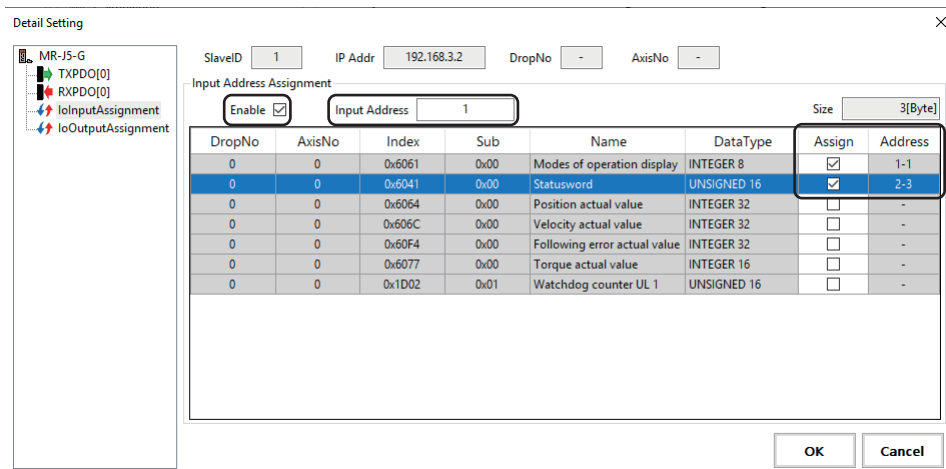 Detail Setting
MR-J5-G
TXPDO[0]
RXPDO[0]
IoInputAssignment
IoOutputAssignment
SlaveID 1 IP Addr 192.168.3.2 DropNo - AxisNo -
Input Address Assignment
Enable Input Address 1 Size 3[Byte]
DropNo AxisNo Index Sub Name DataType Assign Address
0 0 0x6061 0x00 Modes of operation display INTEGER 8 1-1
0 0 0x6041 0x00 Statusword UNSIGNED 16 2-3
0 0 0x6064 0x00 Position actual value INTEGER 32 -
0 0 0x606C 0x00 Velocity actual value INTEGER 32 -
0 0 0x60F4 0x00 Following error actual value INTEGER 32 -
0 0 0x6077 0x00 Torque actual value INTEGER 16 -
0 0 0x1D02 0x01 Watchdog counter UL 1 UNSIGNED 16 -
OK Cancel